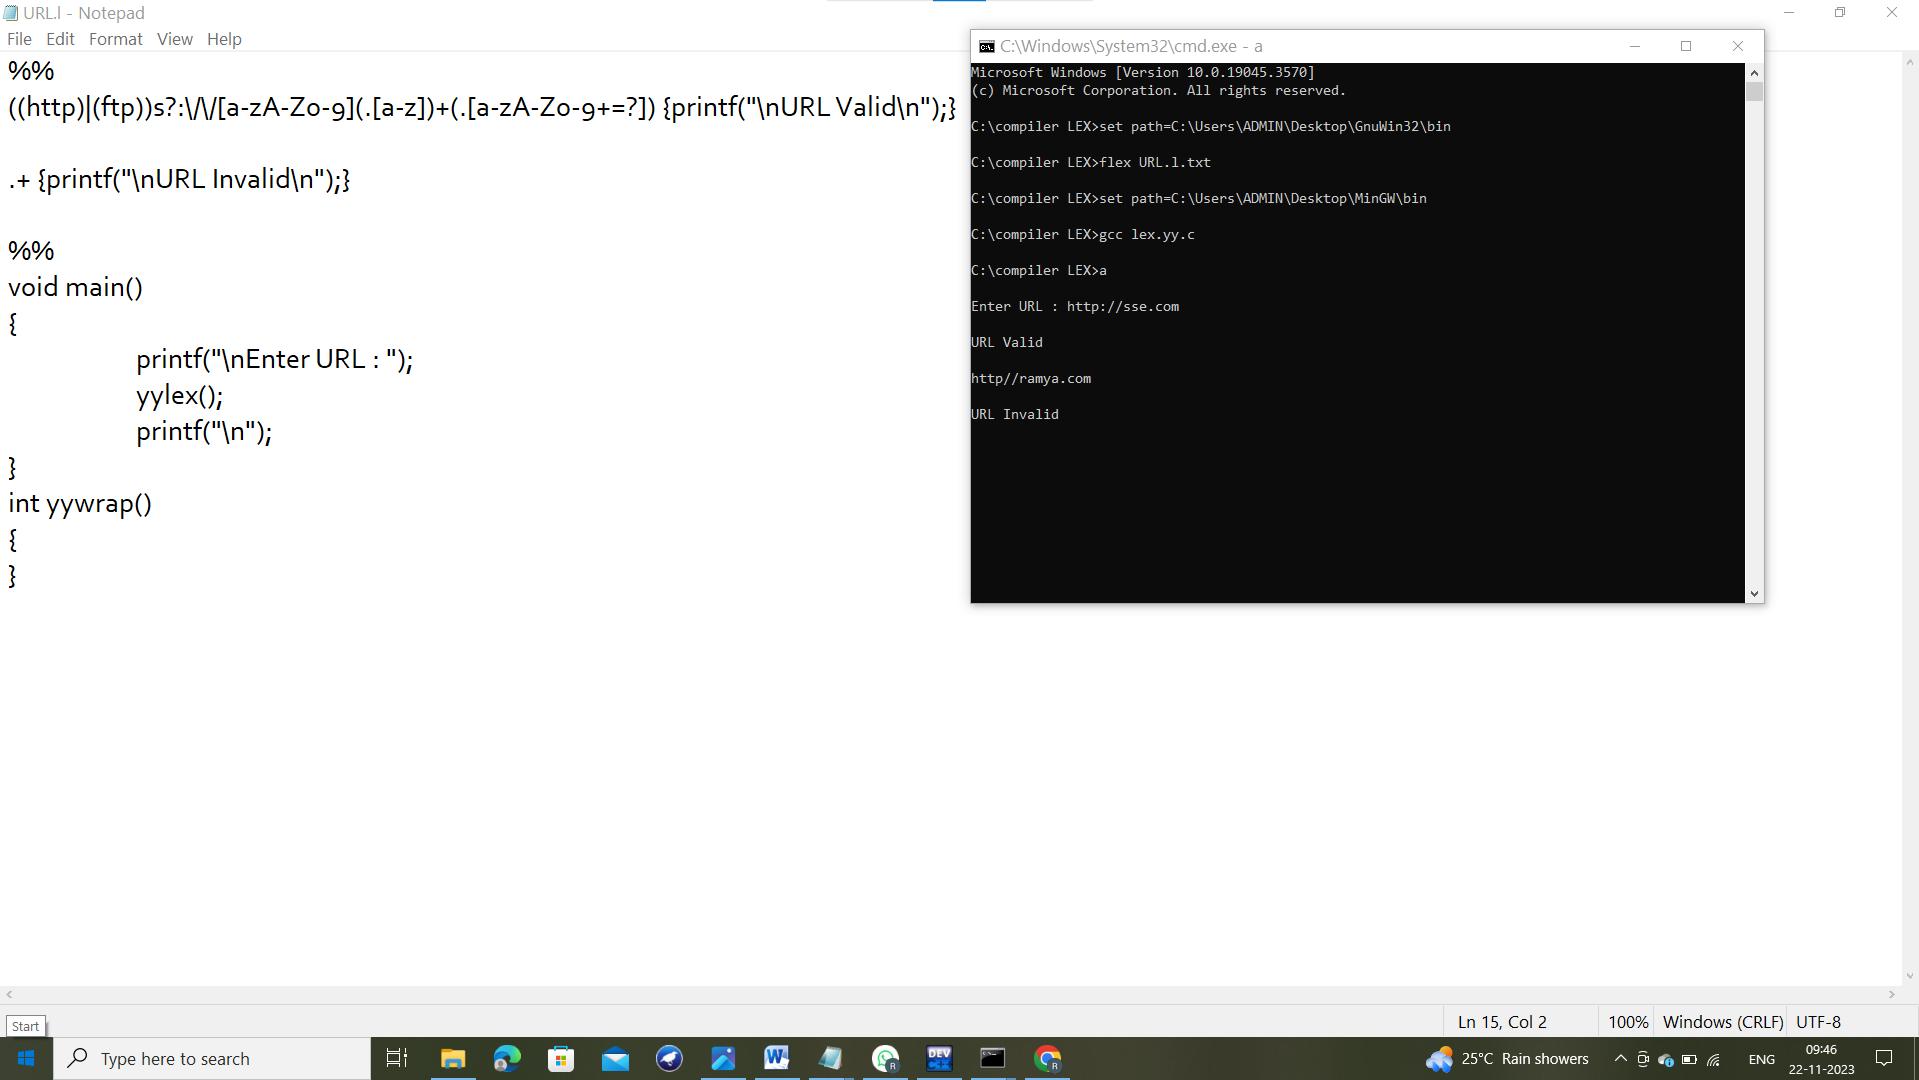 URL.l - Notepad
File Edit Format View Help
%%
((http)|(ftp))s?:\/\/[a-zA-Z0-9](.[a-z])+(.[a-zA-Z0-9+=?]) {printf("\nURL Valid\n");}
.+ {printf("\nURL Invalid\n");}
%%
void main()
{
printf("\nEnter URL : ");
yylex();
printf("\n");
}
int yywrap()
{
}
C:\Windows\System32\cmd.exe - a
Microsoft Windows [Version 10.0.19045.3570]
(c) Microsoft Corporation. All rights reserved.
C:\compiler LEX>set path=C:\Users\ADMIN\Desktop\GnuWin32\bin
C:\compiler LEX>flex URL.l.txt
C:\compiler LEX>set path=C:\Users\ADMIN\Desktop\MinGW\bin
C:\compiler LEX>gcc lex.yy.c
C:\compiler LEX>a
Enter URL : http://sse.com
URL Valid
http//ramya.com
URL Invalid
Ln 15, Col 2 100% Windows (CRLF) UTF-8
Start
Type here to search
W
R
DEV C++
R
25°C Rain showers
ENG
09:46
22-11-2023